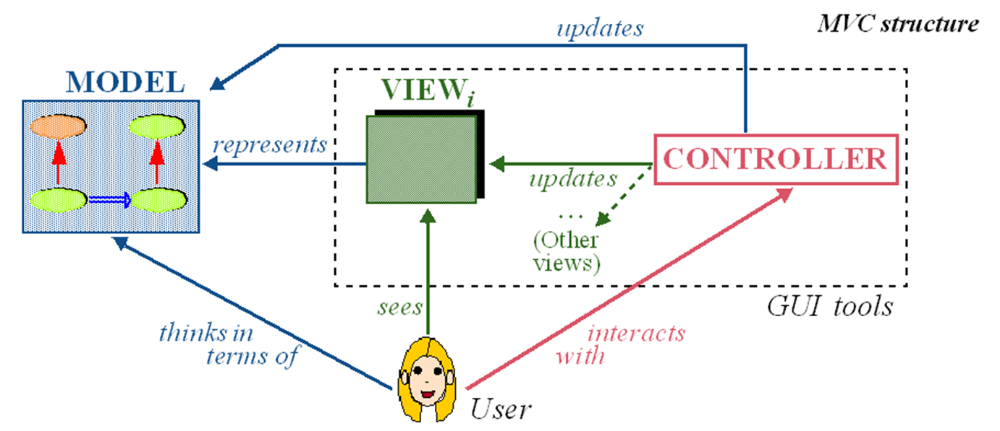 MVC structure
updates
MODEL
VIEWi
represents
CONTROLLER
updates
...
(Other
views)
GUI tools
sees
thinks in
terms of
interacts
with
User